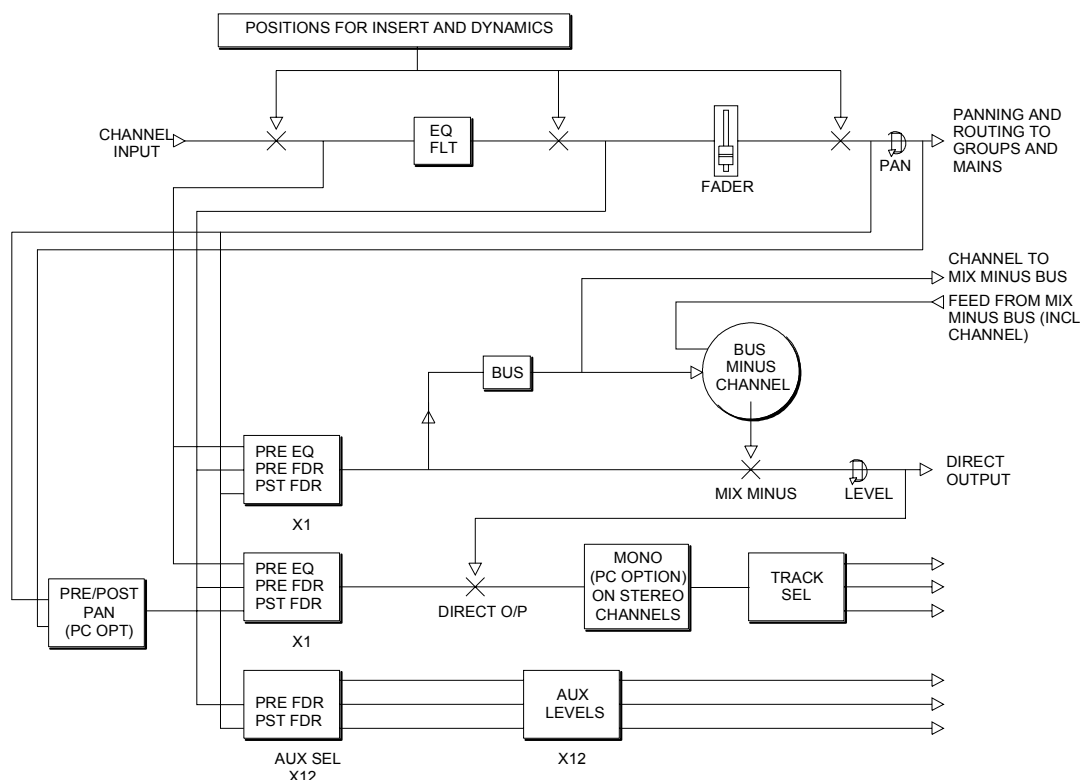 POSITIONS FOR INSERT AND DYNAMICS
CHANNEL
INPUT
EQ
FLT
FADER
PAN
PANNING AND
ROUTING TO
GROUPS AND
MAINS
CHANNEL TO
MIX MINUS BUS
FEED FROM MIX
MINUS BUS (INCL
CHANNEL)
BUS
BUS
MINUS
CHANNEL
PRE EQ
PRE FDR
PST FDR
X1
MIX MINUS
LEVEL
DIRECT
OUTPUT
PRE/POST
PAN
(PC OPT)
PRE EQ
PRE FDR
PST FDR
X1
DIRECT O/P
MONO
(PC OPTION)
ON STEREO
CHANNELS
TRACK
SEL
PRE FDR
PST FDR
AUX SEL
X12
AUX
LEVELS
X12